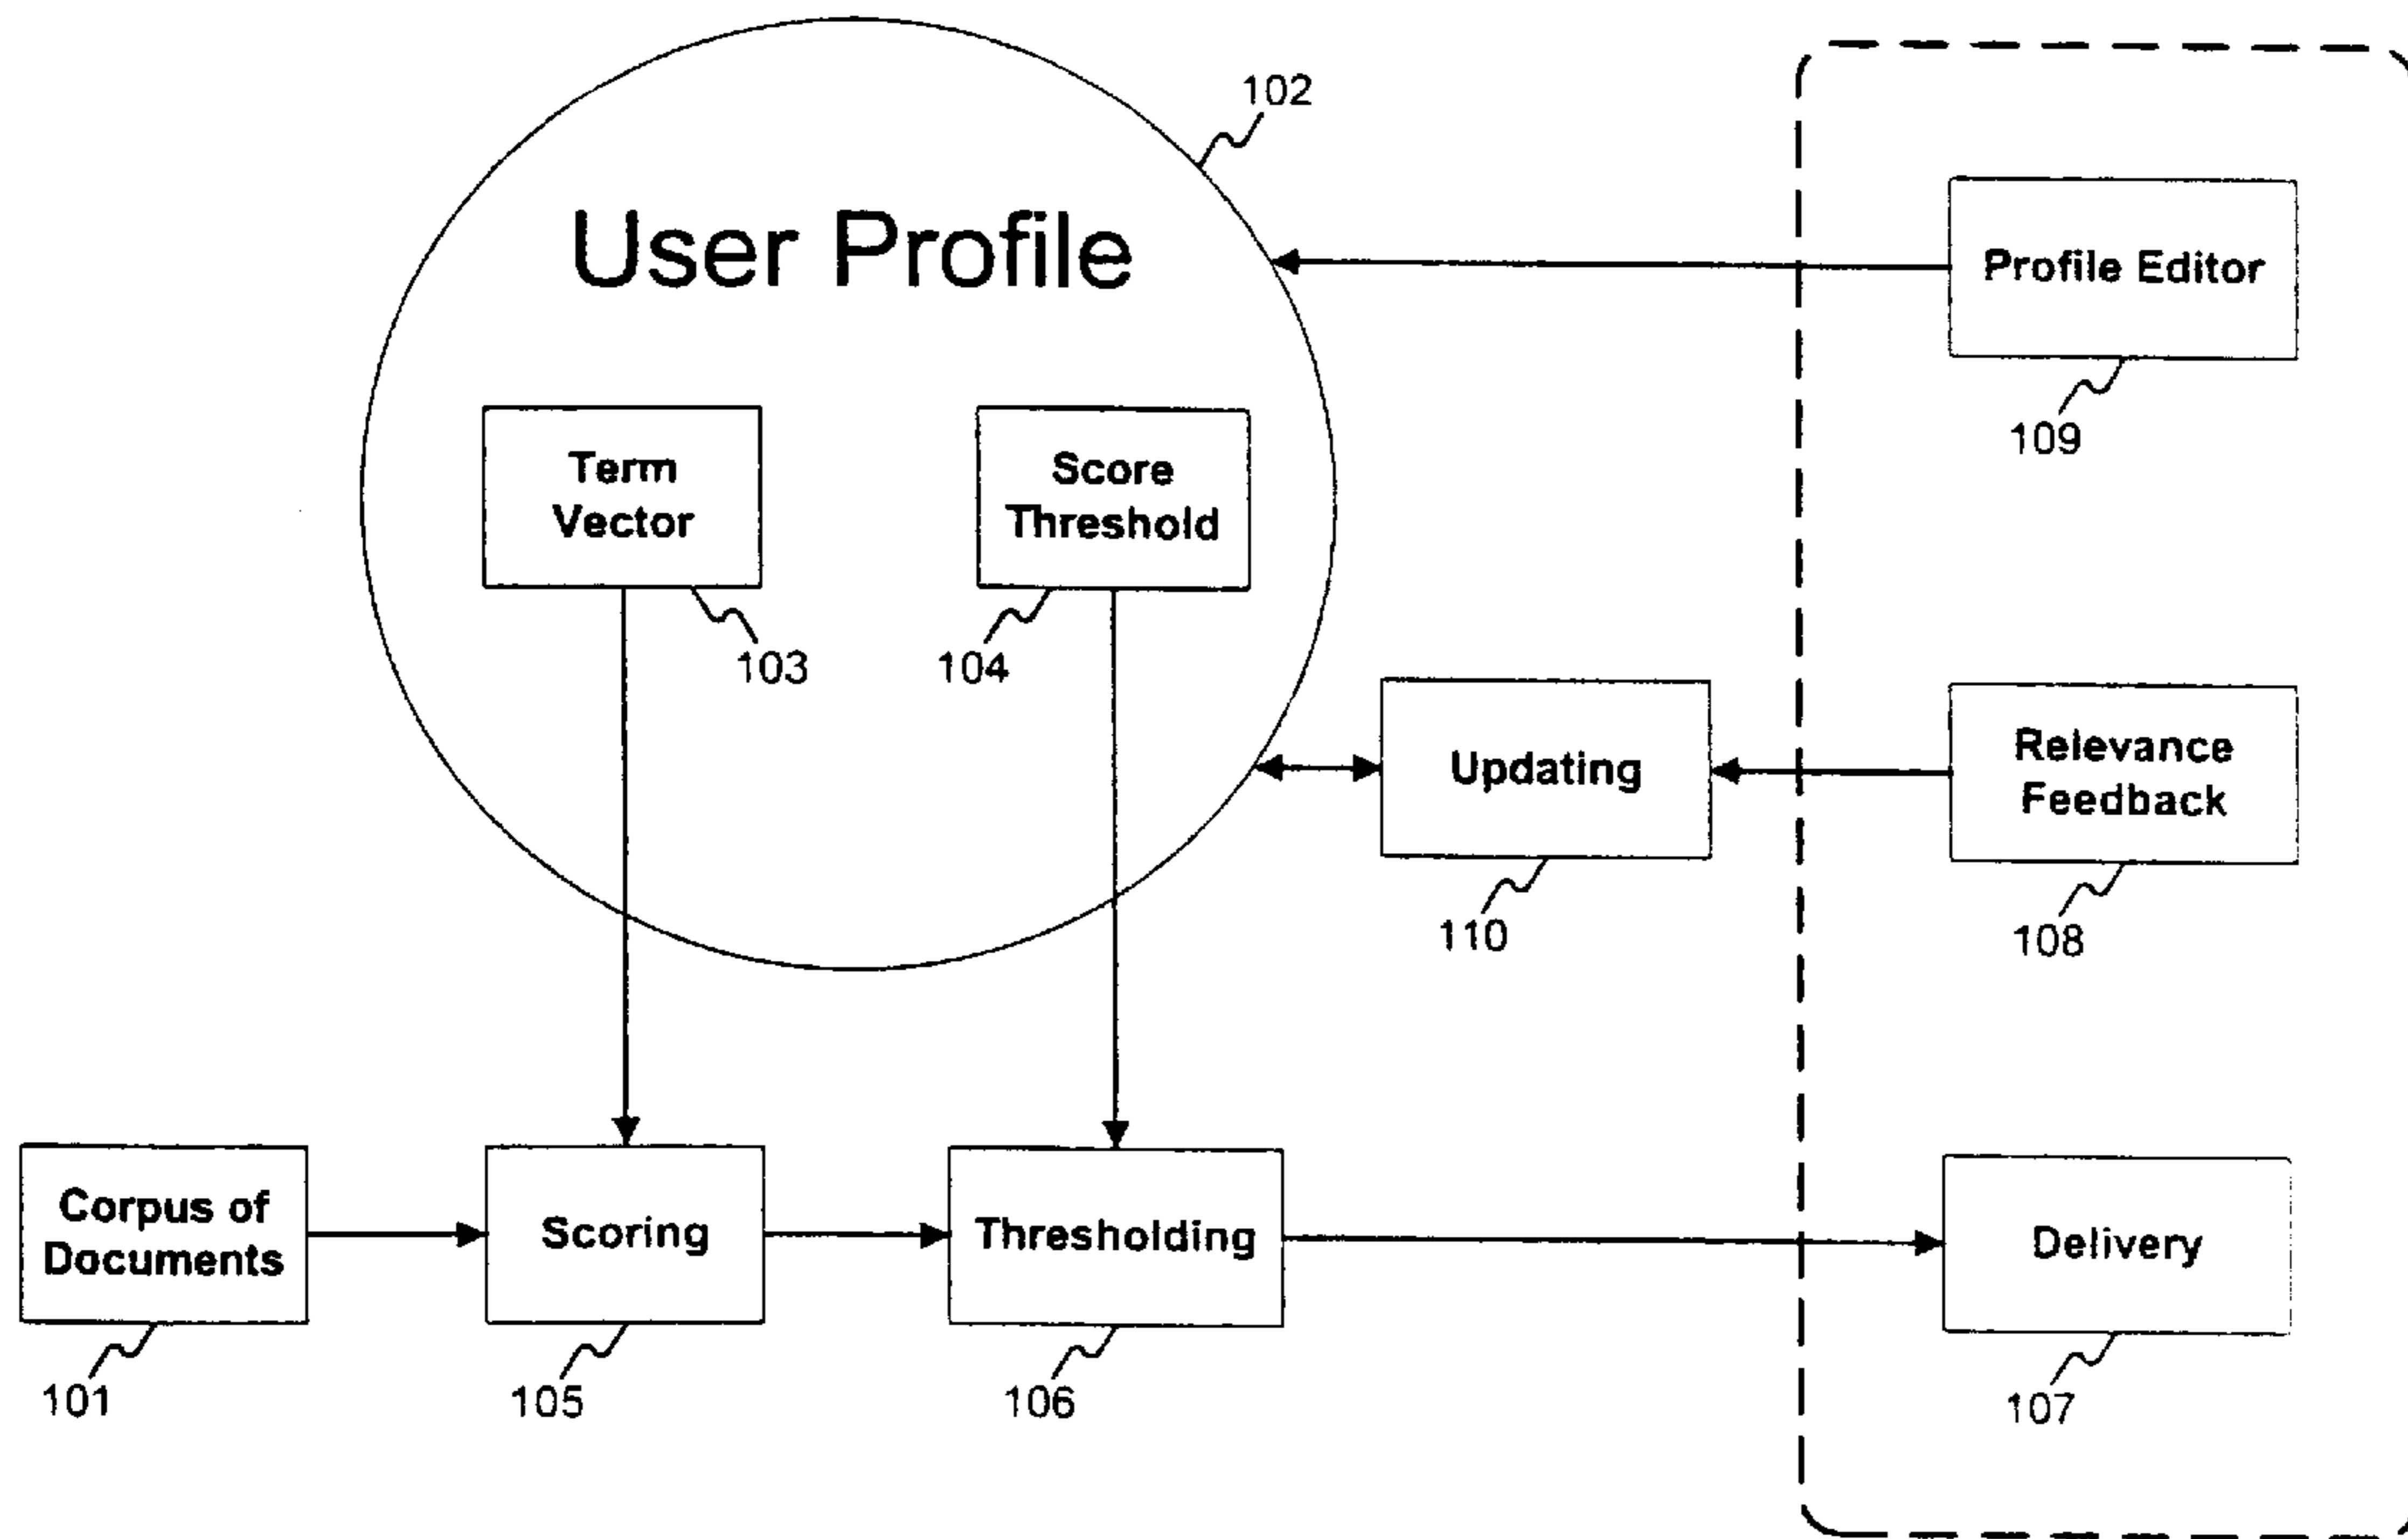 102
User Profile
Profile Editor
109
Term
Vector
103
Score
Threshold
104
Updating
110
Relevance
Feedback
108
Corpus of
Documents
101
Scoring
105
Thresholding
106
Delivery
107